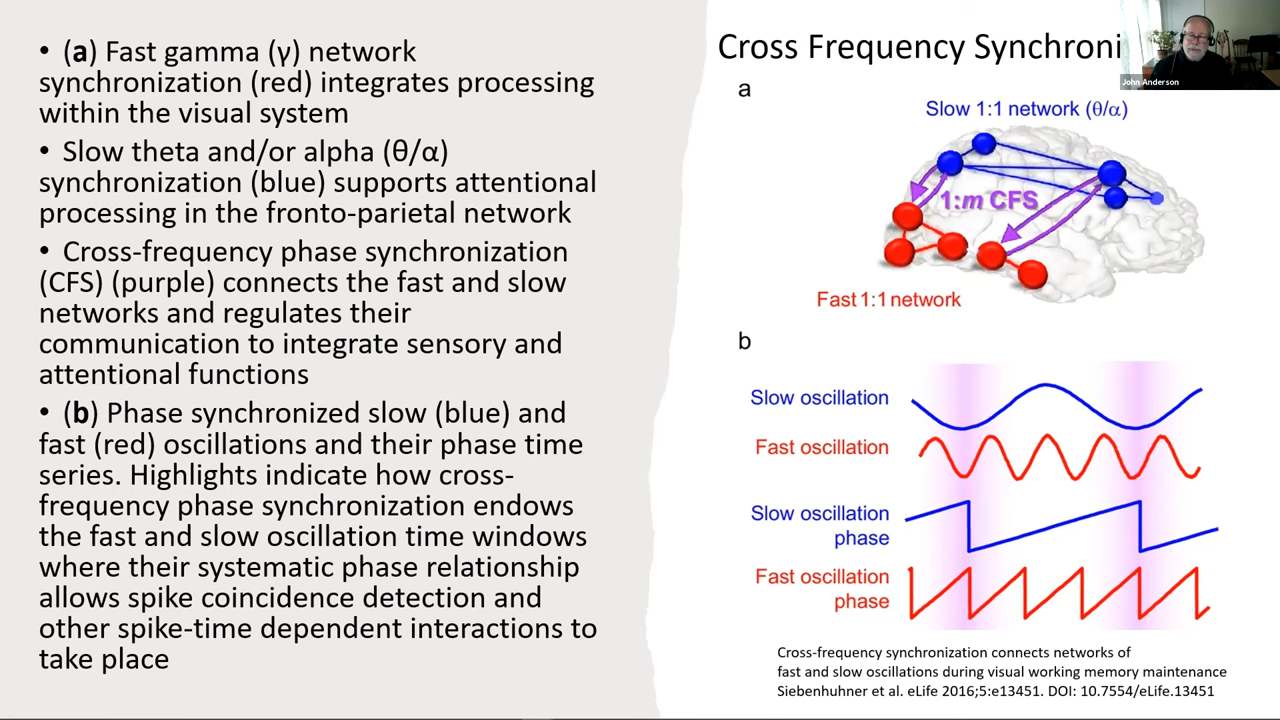 • (a) Fast gamma (γ) network
synchronization (red) integrates processing
within the visual system
• Slow theta and/or alpha (θ/α)
synchronization (blue) supports attentional
processing in the fronto-parietal network
• Cross-frequency phase synchronization
(CFS) (purple) connects the fast and slow
networks and regulates their
communication to integrate sensory and
attentional functions
• (b) Phase synchronized slow (blue) and
fast (red) oscillations and their phase time
series. Highlights indicate how cross-
frequency phase synchronization endows
the fast and slow oscillation time windows
where their systematic phase relationship
allows spike coincidence detection and
other spike-time dependent interactions to
take place
Cross Frequency Synchroni
John Anderson
a
Slow 1:1 network (θ/α)
1:m CFS
Fast 1:1 network
b
Slow oscillation
Fast oscillation
Slow oscillation
phase
Fast oscillation
phase
Cross-frequency synchronization connects networks of
fast and slow oscillations during visual working memory maintenance
Siebenhuhner et al. eLife 2016;5:e13451. DOI: 10.7554/eLife.13451